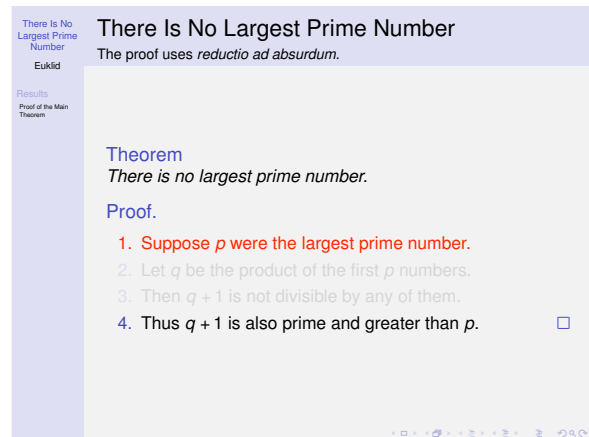 There Is No
Largest Prime
Number
Euklid
Results
Proof of the Main
Theorem
There Is No Largest Prime Number
The proof uses reductio ad absurdum.
Theorem
There is no largest prime number.
Proof.
1. Suppose p were the largest prime number.
2. Let q be the product of the first p numbers.
3. Then q + 1 is not divisible by any of them.
4. Thus q + 1 is also prime and greater than p. □